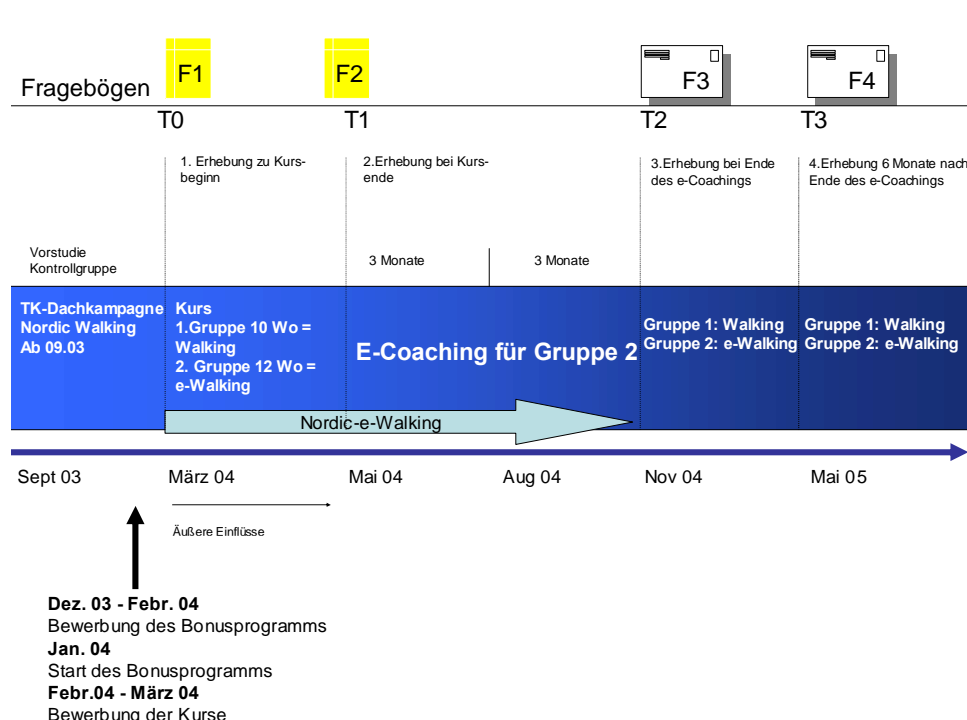 Fragebögen
F1
F2
F3
F4
T0
T1
T2
T3
1. Erhebung zu Kurs-
beginn
2.Erhebung bei Kurs-
ende
3.Erhebung bei Ende
des e-Coachings
4.Erhebung 6 Monate nach
Ende des e-Coachings
Vorstudie
Kontrollgruppe
3 Monate
3 Monate
TK-Dachkampagne
Nordic Walking
Ab 09.03
Kurs
1.Gruppe 10 Wo =
Walking
2. Gruppe 12 Wo =
e-Walking
E-Coaching für Gruppe 2
Gruppe 1: Walking
Gruppe 2: e-Walking
Gruppe 1: Walking
Gruppe 2: e-Walking
Nordic-e-Walking
Sept 03
März 04
Mai 04
Aug 04
Nov 04
Mai 05
Äußere Einflüsse
Dez. 03 - Febr. 04
Bewerbung des Bonusprogramms
Jan. 04
Start des Bonusprogramms
Febr.04 - März 04
Bewerbung der Kurse